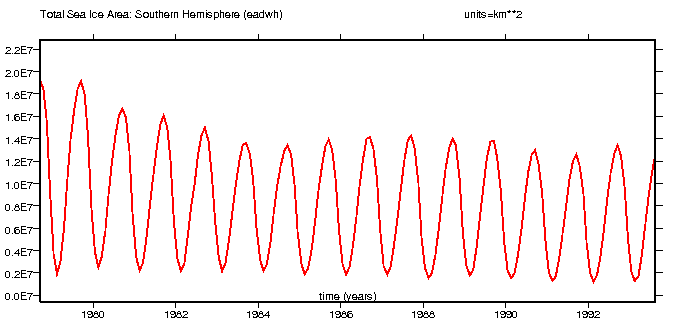 Total Sea Ice Area: Southern Hemisphere (eadwh) units=km**2
2.2E7
2.0E7
1.8E7
1.6E7
1.4E7
1.2E7
1.0E7
0.8E7
0.6E7
0.4E7
0.2E7
0.0E7
time (years)
1980 1982 1984 1986 1988 1990 1992